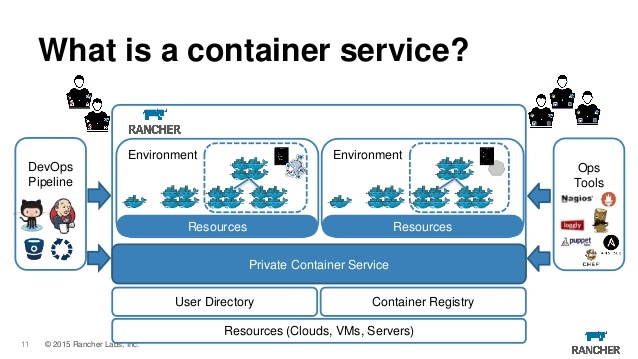 What is a container service?
RANCHER
DevOps
Pipeline
Environment
Environment
Ops
Tools
Nagios
loggly
puppet
CHEF
ANSIBLE
Resources
Resources
Private Container Service
User Directory
Container Registry
Resources (Clouds, VMs, Servers)
11
© 2015 Rancher Labs, Inc.
RANCHER